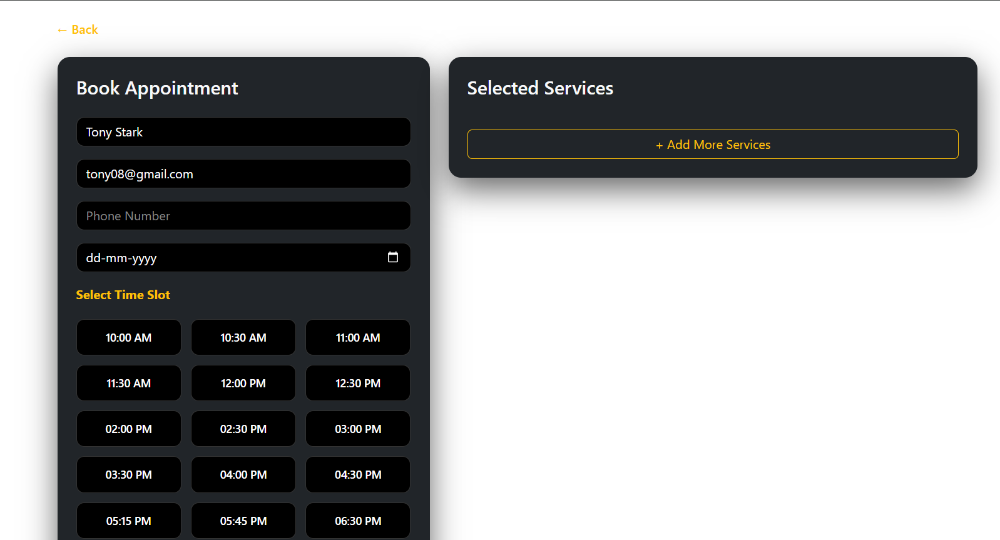 ← Back
Book Appointment
Tony Stark
tony08@gmail.com
Phone Number
dd-mm-yyyy
Select Time Slot
10:00 AM 10:30 AM 11:00 AM
11:30 AM 12:00 PM 12:30 PM
02:00 PM 02:30 PM 03:00 PM
03:30 PM 04:00 PM 04:30 PM
05:15 PM 05:45 PM 06:30 PM
Selected Services
+ Add More Services